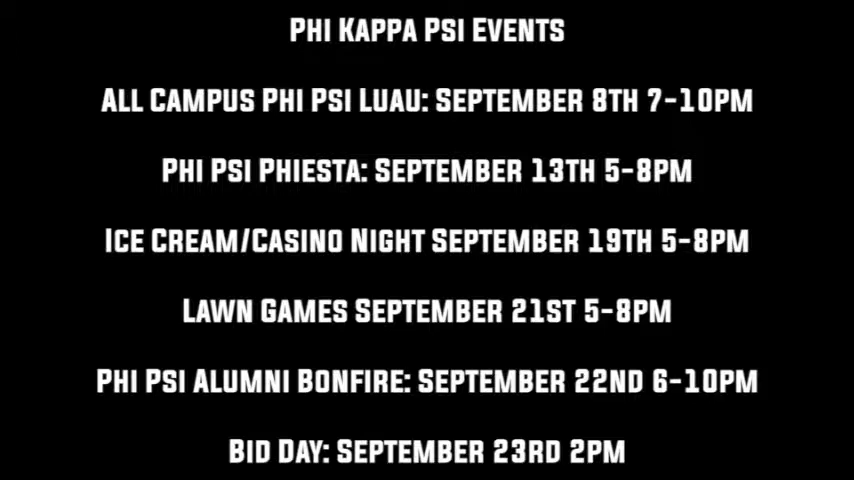 Phi Kappa Psi Events
All Campus Phi Psi Luau: September 8th 7-10pm
Phi Psi Phiesta: September 13th 5-8pm
Ice Cream/Casino Night September 19th 5-8pm
Lawn Games September 21st 5-8pm
Phi Psi Alumni Bonfire: September 22nd 6-10pm
Bid Day: September 23rd 2pm